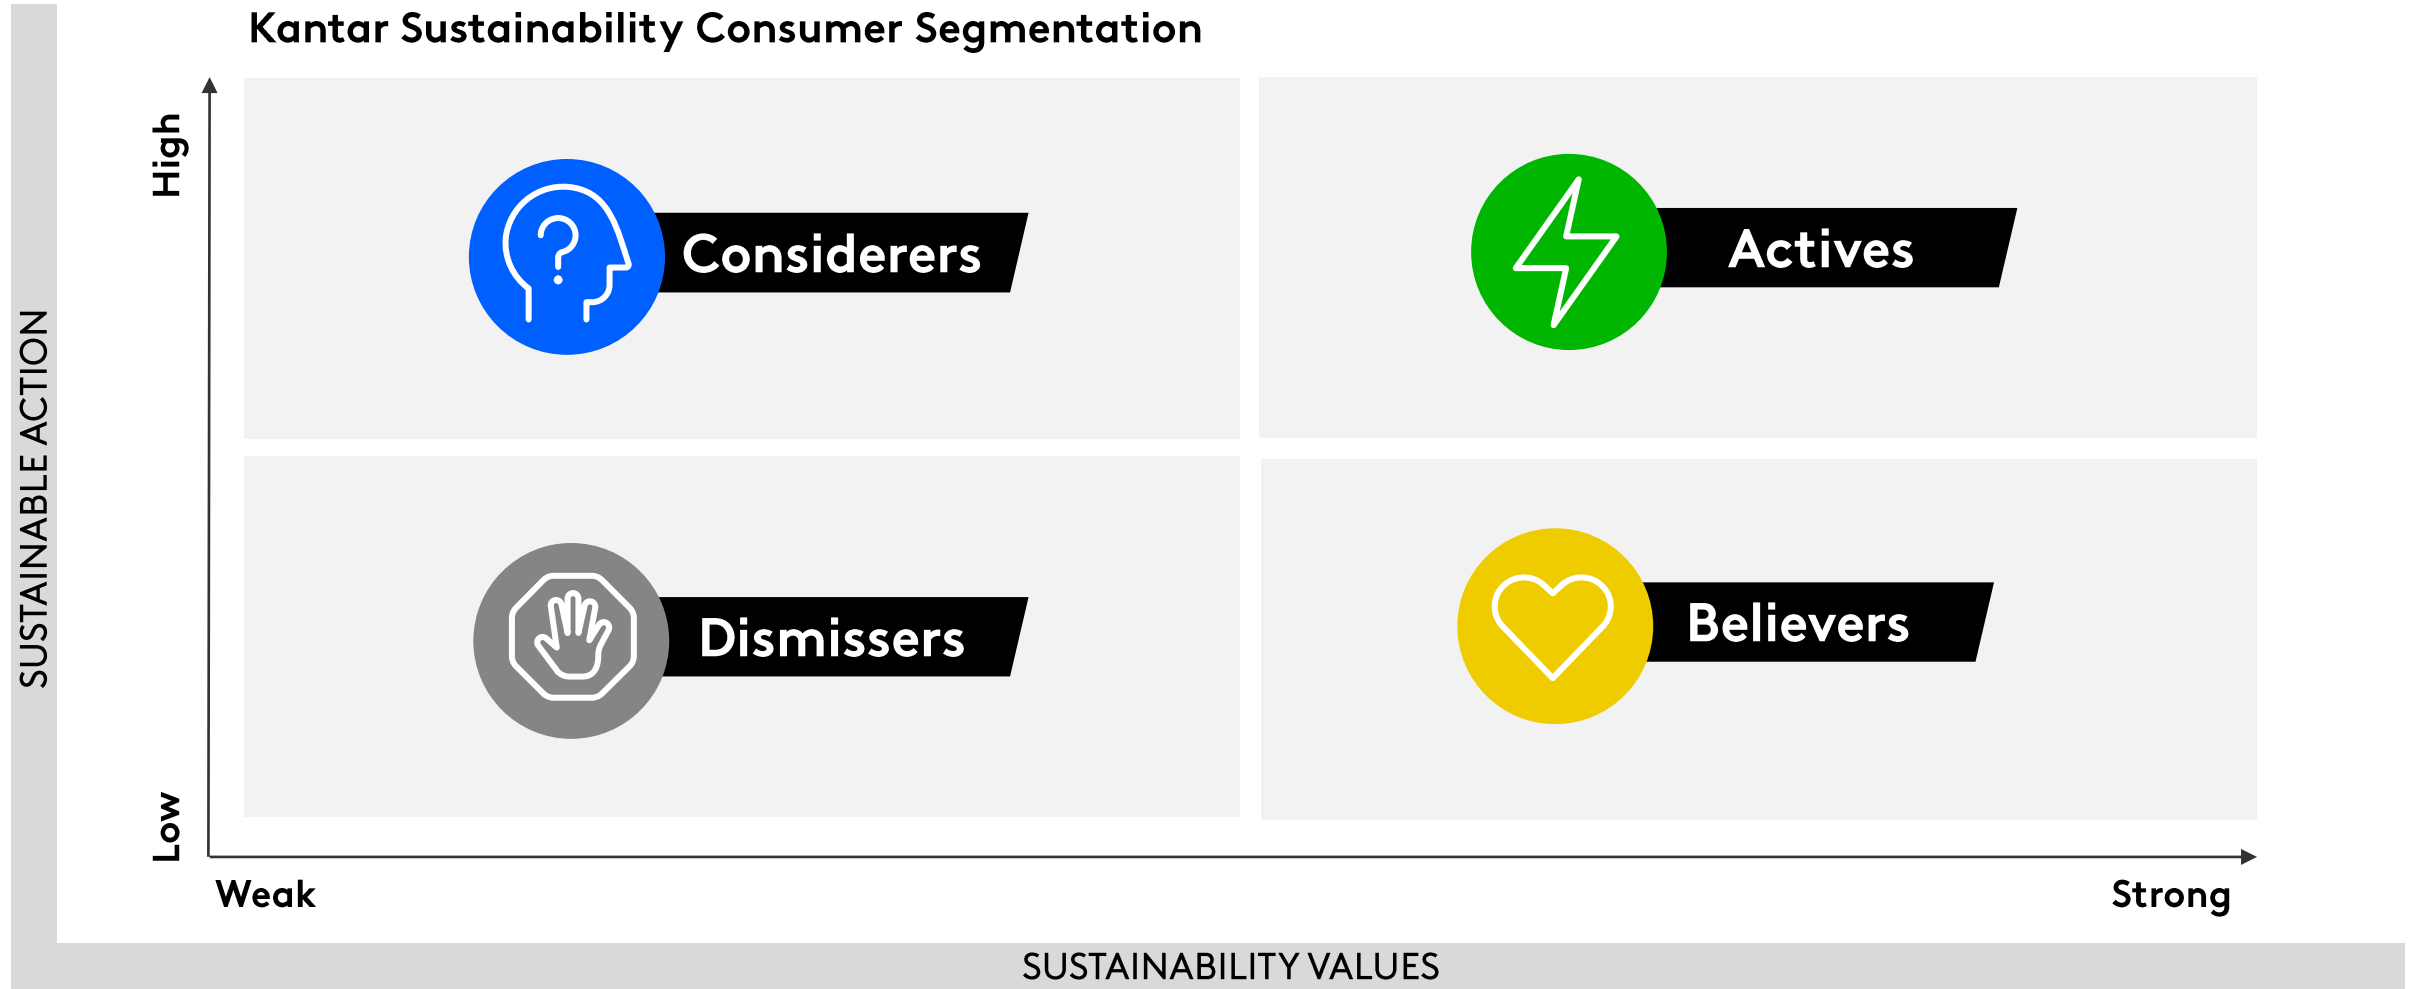 Kantar Sustainability Consumer Segmentation
High
Considerers
Actives
SUSTAINABLE ACTION
Dismissers
Believers
Low
Weak
Strong
SUSTAINABILITY VALUES